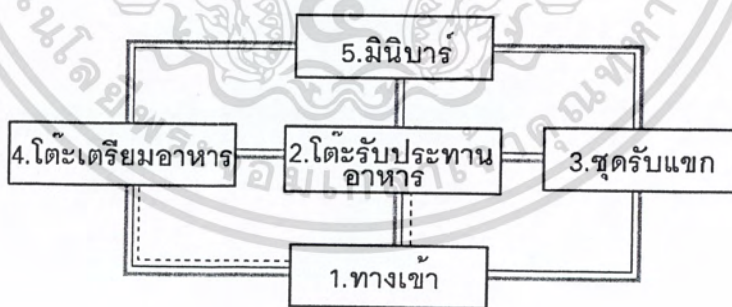 5.มินิบาร์
4.โต๊ะเตรียมอาหาร
2.โต๊ะรับประทาน
อาหาร
3.ชุดรับแขก
1.ทางเข้า